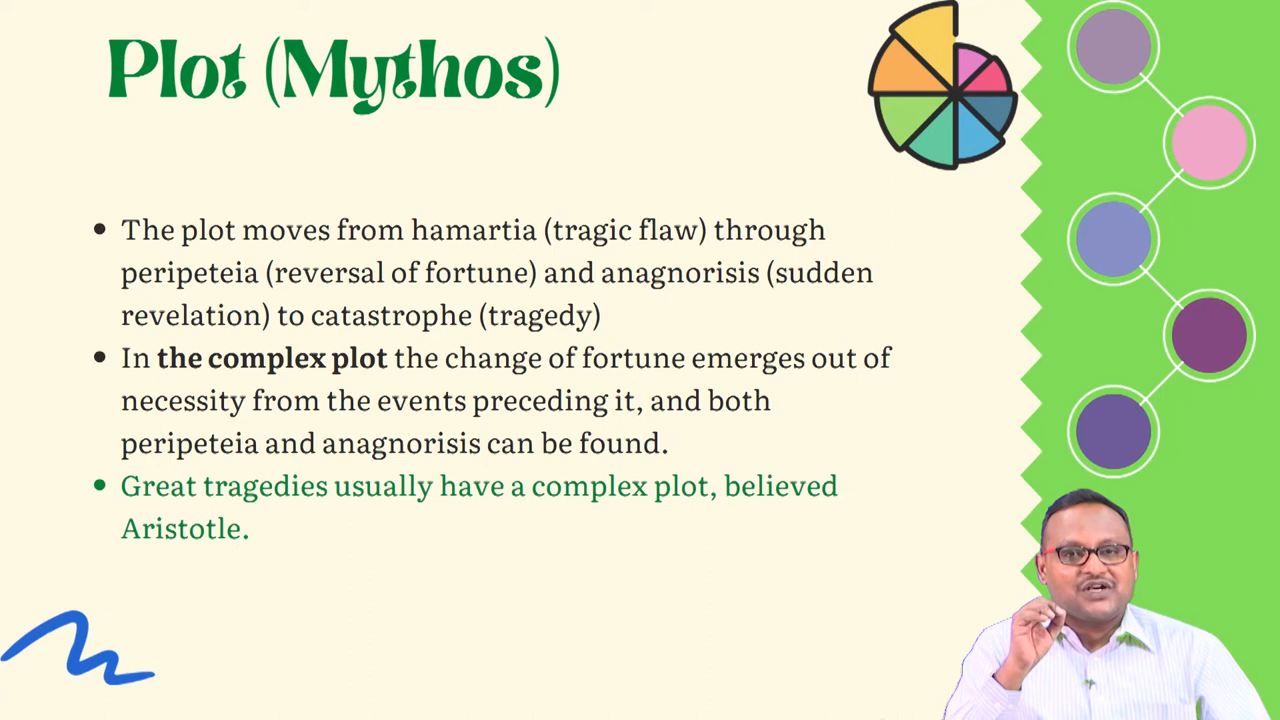 Plot (Mythos)
• The plot moves from hamartia (tragic flaw) through
peripeteia (reversal of fortune) and anagnorisis (sudden
revelation) to catastrophe (tragedy)
• In the complex plot the change of fortune emerges out of
necessity from the events preceding it, and both
peripeteia and anagnorisis can be found.
• Great tragedies usually have a complex plot, believed
Aristotle.